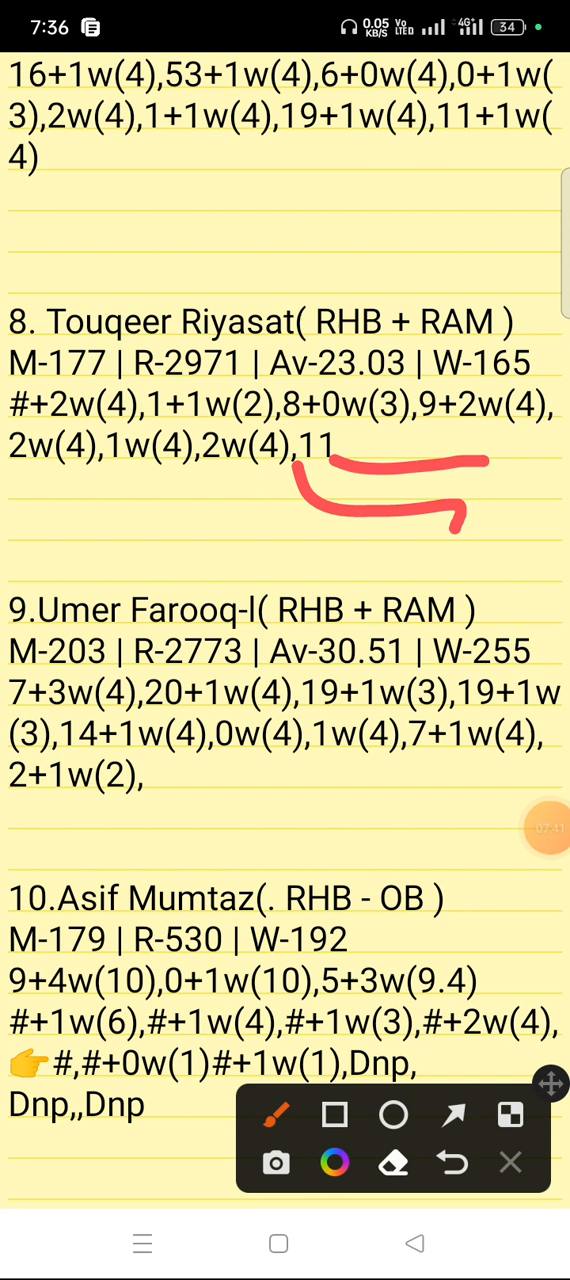 7:36
0.05 KB/S Vo LTE D 4G+ 34
16+1w(4),53+1w(4),6+0w(4),0+1w(
3),2w(4),1+1w(4),19+1w(4),11+1w(
4)
8. Touqeer Riyasat( RHB + RAM )
M-177 | R-2971 | Av-23.03 | W-165
#+2w(4),1+1w(2),8+0w(3),9+2w(4),
2w(4),1w(4),2w(4),11
9.Umer Farooq-l( RHB + RAM )
M-203 | R-2773 | Av-30.51 | W-255
7+3w(4),20+1w(4),19+1w(3),19+1w
(3),14+1w(4),0w(4),1w(4),7+1w(4),
2+1w(2),
07:41
10.Asif Mumtaz(. RHB - OB )
M-179 | R-530 | W-192
9+4w(10),0+1w(10),5+3w(9.4)
#+1w(6),#+1w(4),#+1w(3),#+2w(4),
👉#,#+0w(1)#+1w(1),Dnp,
Dnp,,Dnp